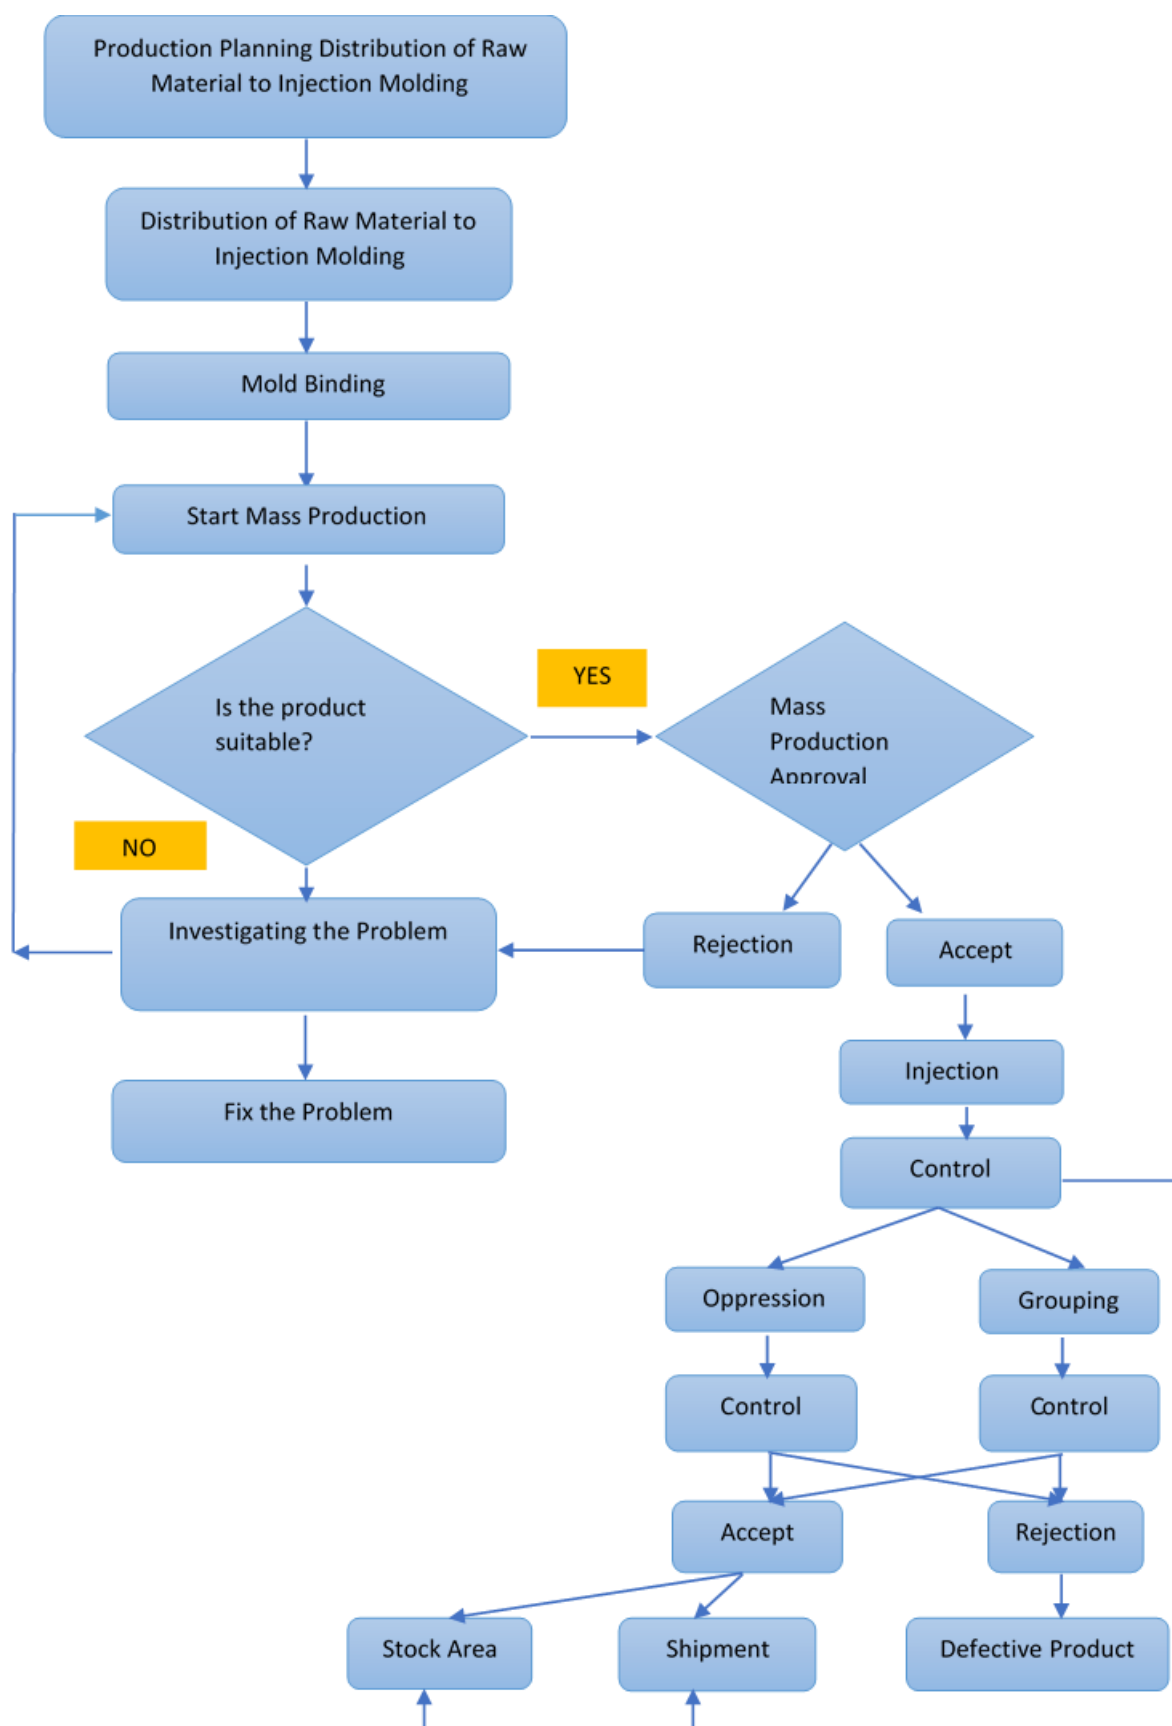 Production Planning Distribution of Raw
Material to Injection Molding
Distribution of Raw Material to
Injection Molding
Mold Binding
Start Mass Production
Is the product
suitable?
YES
Mass
Production
Approval
NO
Investigating the Problem
Rejection
Accept
Fix the Problem
Injection
Control
Oppression
Grouping
Control
Control
Accept
Rejection
Stock Area
Shipment
Defective Product